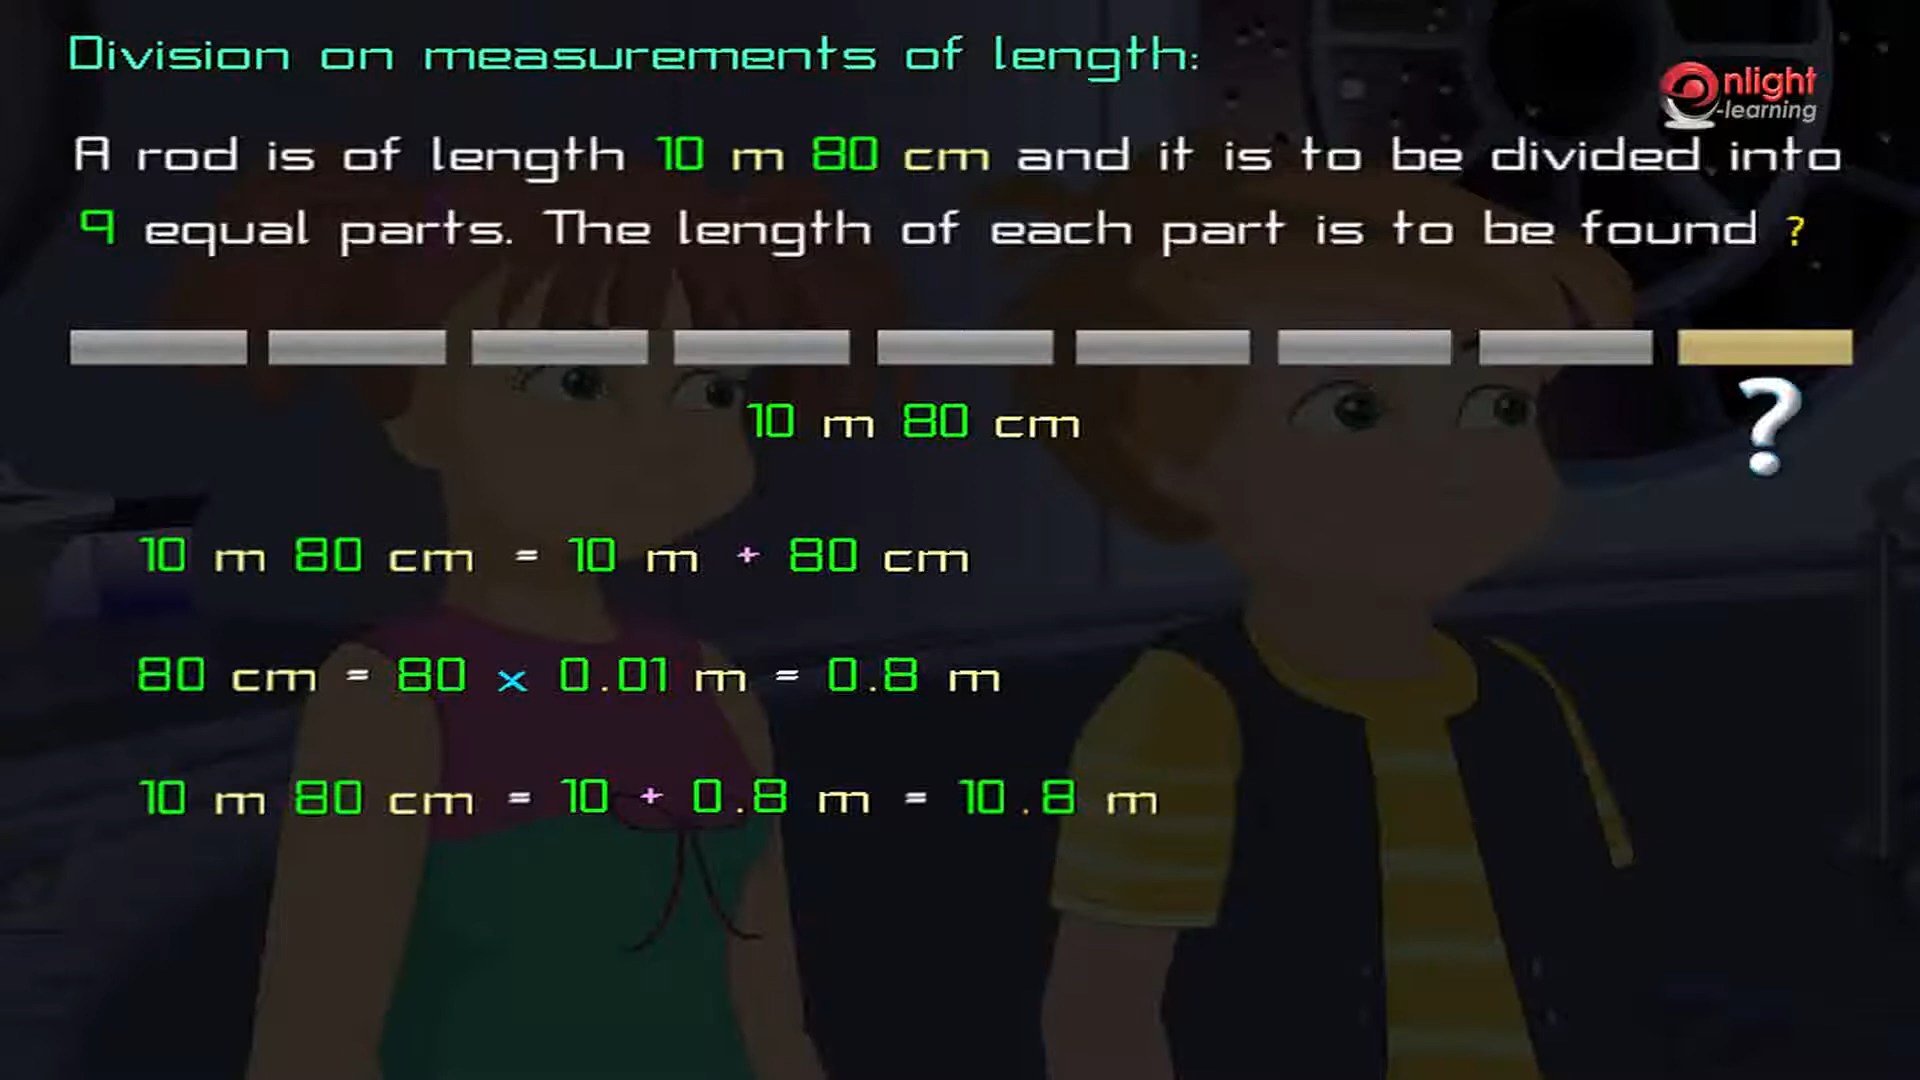 Division on measurements of length:
nlight
-learning
A rod is of length 10 m 80 cm and it is to be divided into
9 equal parts. The length of each part is to be found ?
10 m 80 cm
?
10 m 80 cm = 10 m + 80 cm
80 cm = 80 × 0.01 m = 0.8 m
10 m 80 cm = 10 + 0.8 m = 10.8 m